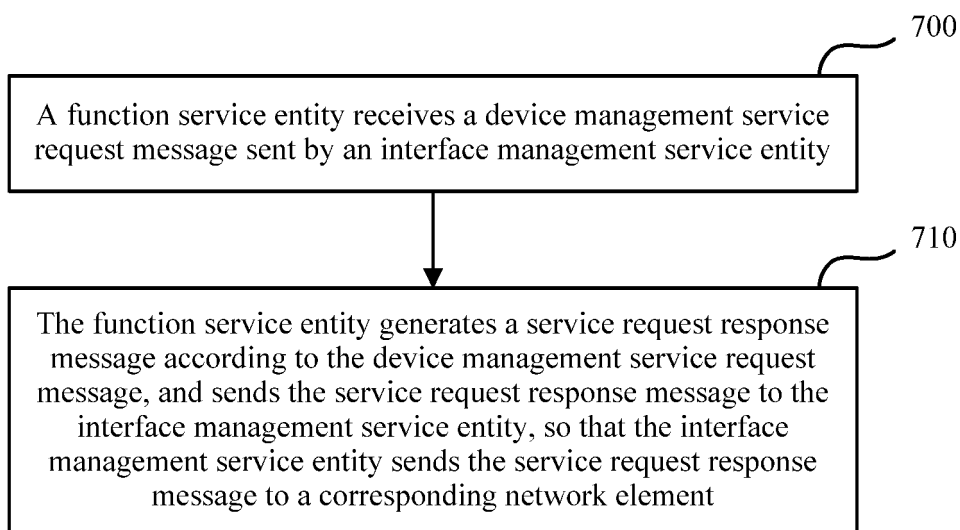 700
A function service entity receives a device management service
request message sent by an interface management service entity
710
The function service entity generates a service request response
message according to the device management service request
message, and sends the service request response message to the
interface management service entity, so that the interface
management service entity sends the service request response
message to a corresponding network element